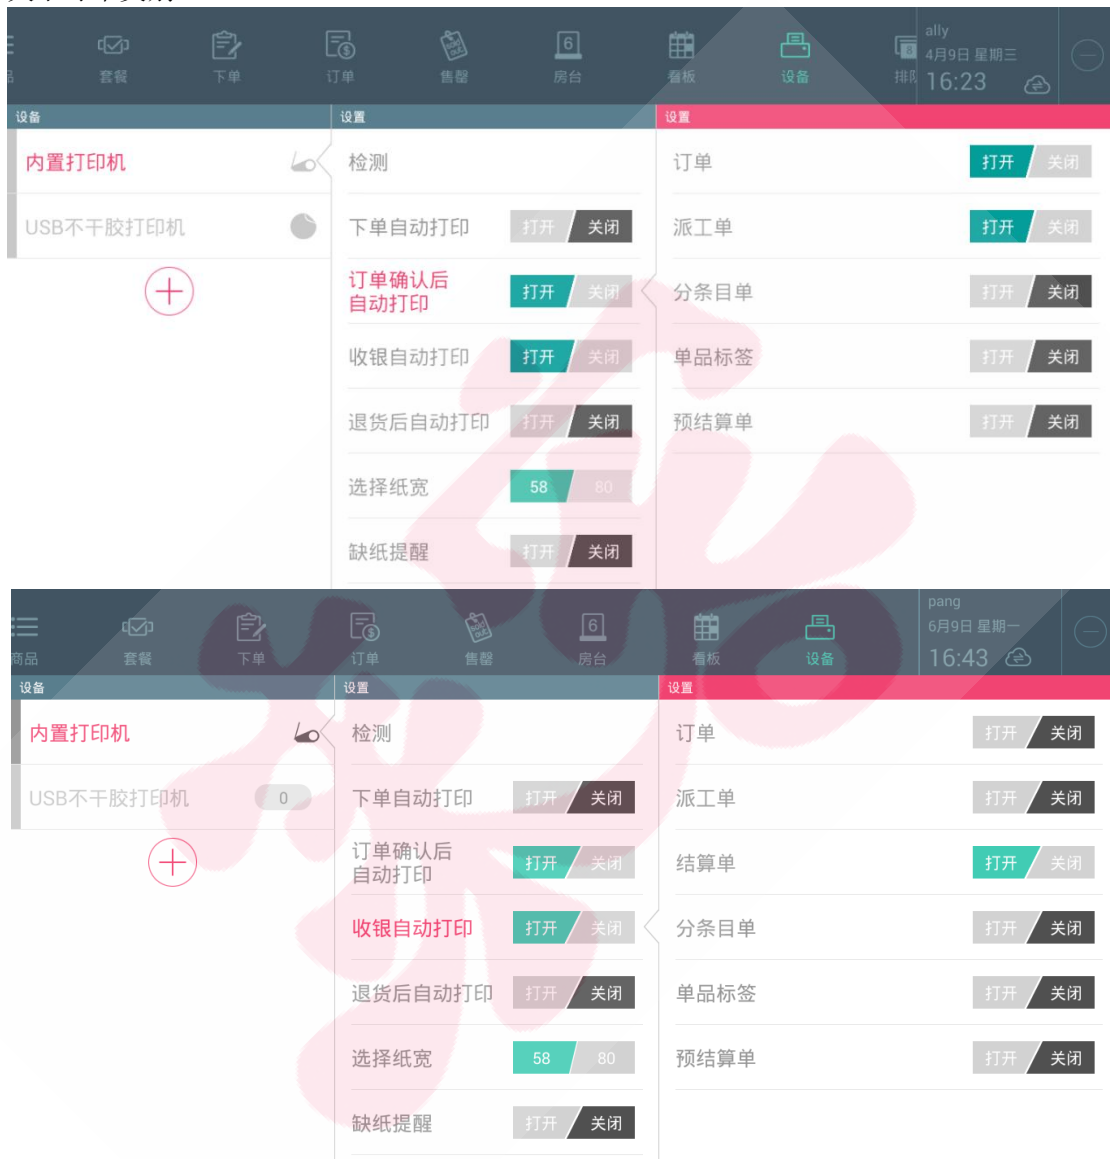 套餐
下单
订单
售罄
6
房台
看板
设备
8
排队
ally
4月9日 星期三
16:23
设备
设置
设置
内置打印机
检测
订单
打开 关闭
USB不干胶打印机
下单自动打印
打开 关闭
派工单
打开 关闭
订单确认后
自动打印
打开 关闭
分条目单
打开 关闭
收银自动打印
打开 关闭
单品标签
打开 关闭
退货后自动打印
打开 关闭
预结算单
打开 关闭
选择纸宽
58 80
缺纸提醒
打开 关闭
商品
套餐
下单
订单
售罄
6
房台
看板
设备
pang
6月9日 星期一
16:43
设备
设置
设置
内置打印机
检测
订单
打开 关闭
USB不干胶打印机
0
下单自动打印
打开 关闭
派工单
打开 关闭
订单确认后
自动打印
打开 关闭
结算单
打开 关闭
收银自动打印
打开 关闭
分条目单
打开 关闭
退货后自动打印
打开 关闭
单品标签
打开 关闭
选择纸宽
58 80
预结算单
打开 关闭
缺纸提醒
打开 关闭